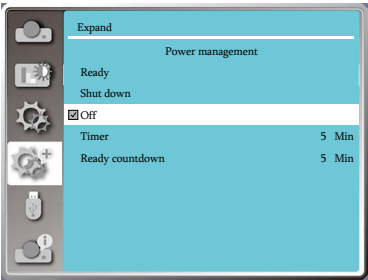 Expand
Power management
Ready
Shut down
Off
Timer 5 Min
Ready countdown 5 Min